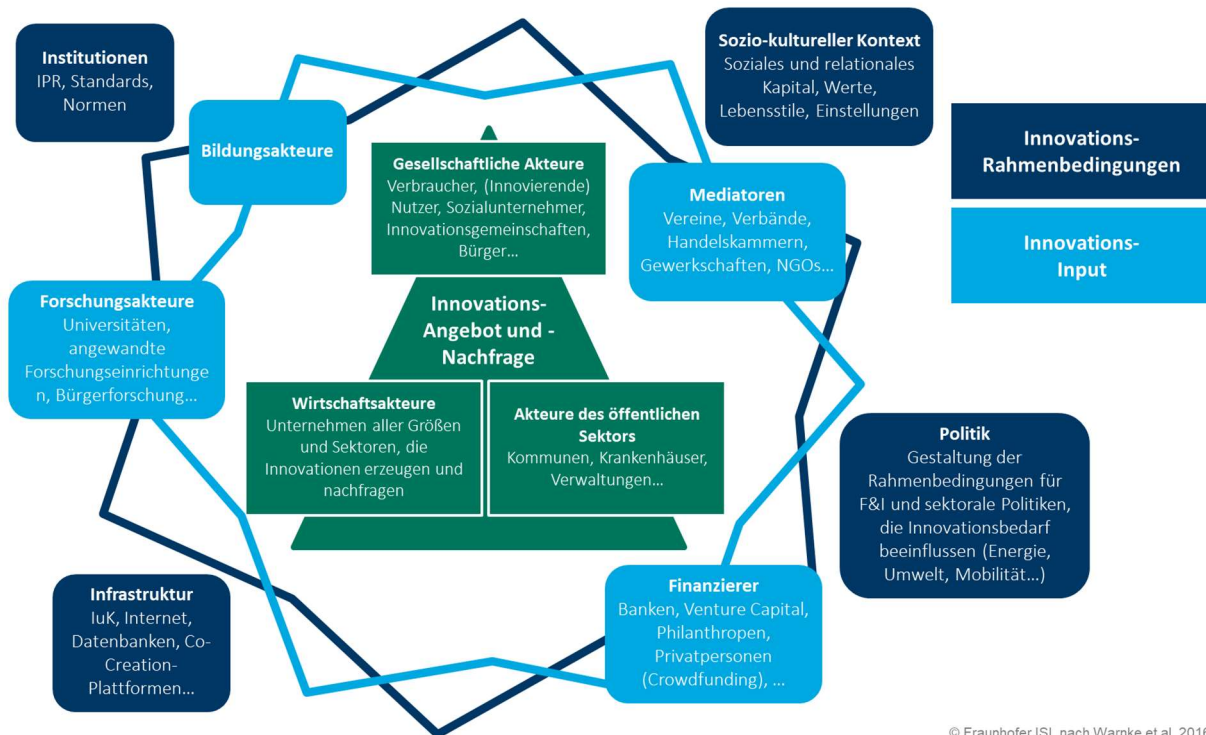 Institutionen
IPR, Standards,
Normen
Bildungsakteure
Sozio-kultureller Kontext
Soziales und relationales
Kapital, Werte,
Lebensstile, Einstellungen
Innovations-
Rahmenbedingungen
Gesellschaftliche Akteure
Verbraucher, (Innovierende)
Nutzer, Sozialunternehmer,
Innovationsgemeinschaften,
Bürger...
Mediatoren
Vereine, Verbände,
Handelskammern,
Gewerkschaften, NGOs...
Innovations-
Input
Forschungsakteure
Universitäten,
angewandte
Forschungseinrichtunge
n, Bürgerforschung...
Innovations-
Angebot und -
Nachfrage
Wirtschaftsakteure
Unternehmen aller Größen
und Sektoren, die
Innovationen erzeugen und
nachfragen
Akteure des öffentlichen
Sektors
Kommunen, Krankenhäuser,
Verwaltungen...
Politik
Gestaltung der
Rahmenbedingungen für
F&I und sektorale Politiken,
die Innovationsbedarf
beeinflussen (Energie,
Umwelt, Mobilität...)
Infrastruktur
IuK, Internet,
Datenbanken, Co-
Creation-
Plattformen...
Finanzierer
Banken, Venture Capital,
Philanthropen,
Privatpersonen
(Crowdfunding), ...
© Fraunhofer ISI, nach Warnke et al. 2016